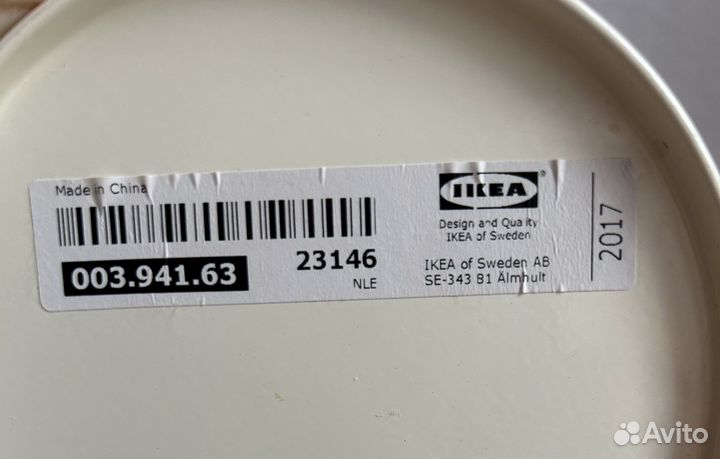 Made in China
003.941.63
23146
NLE
IKEA®
Design and Quality
IKEA of Sweden
IKEA of Sweden AB
SE-343 81 Älmhult
2017
Avito